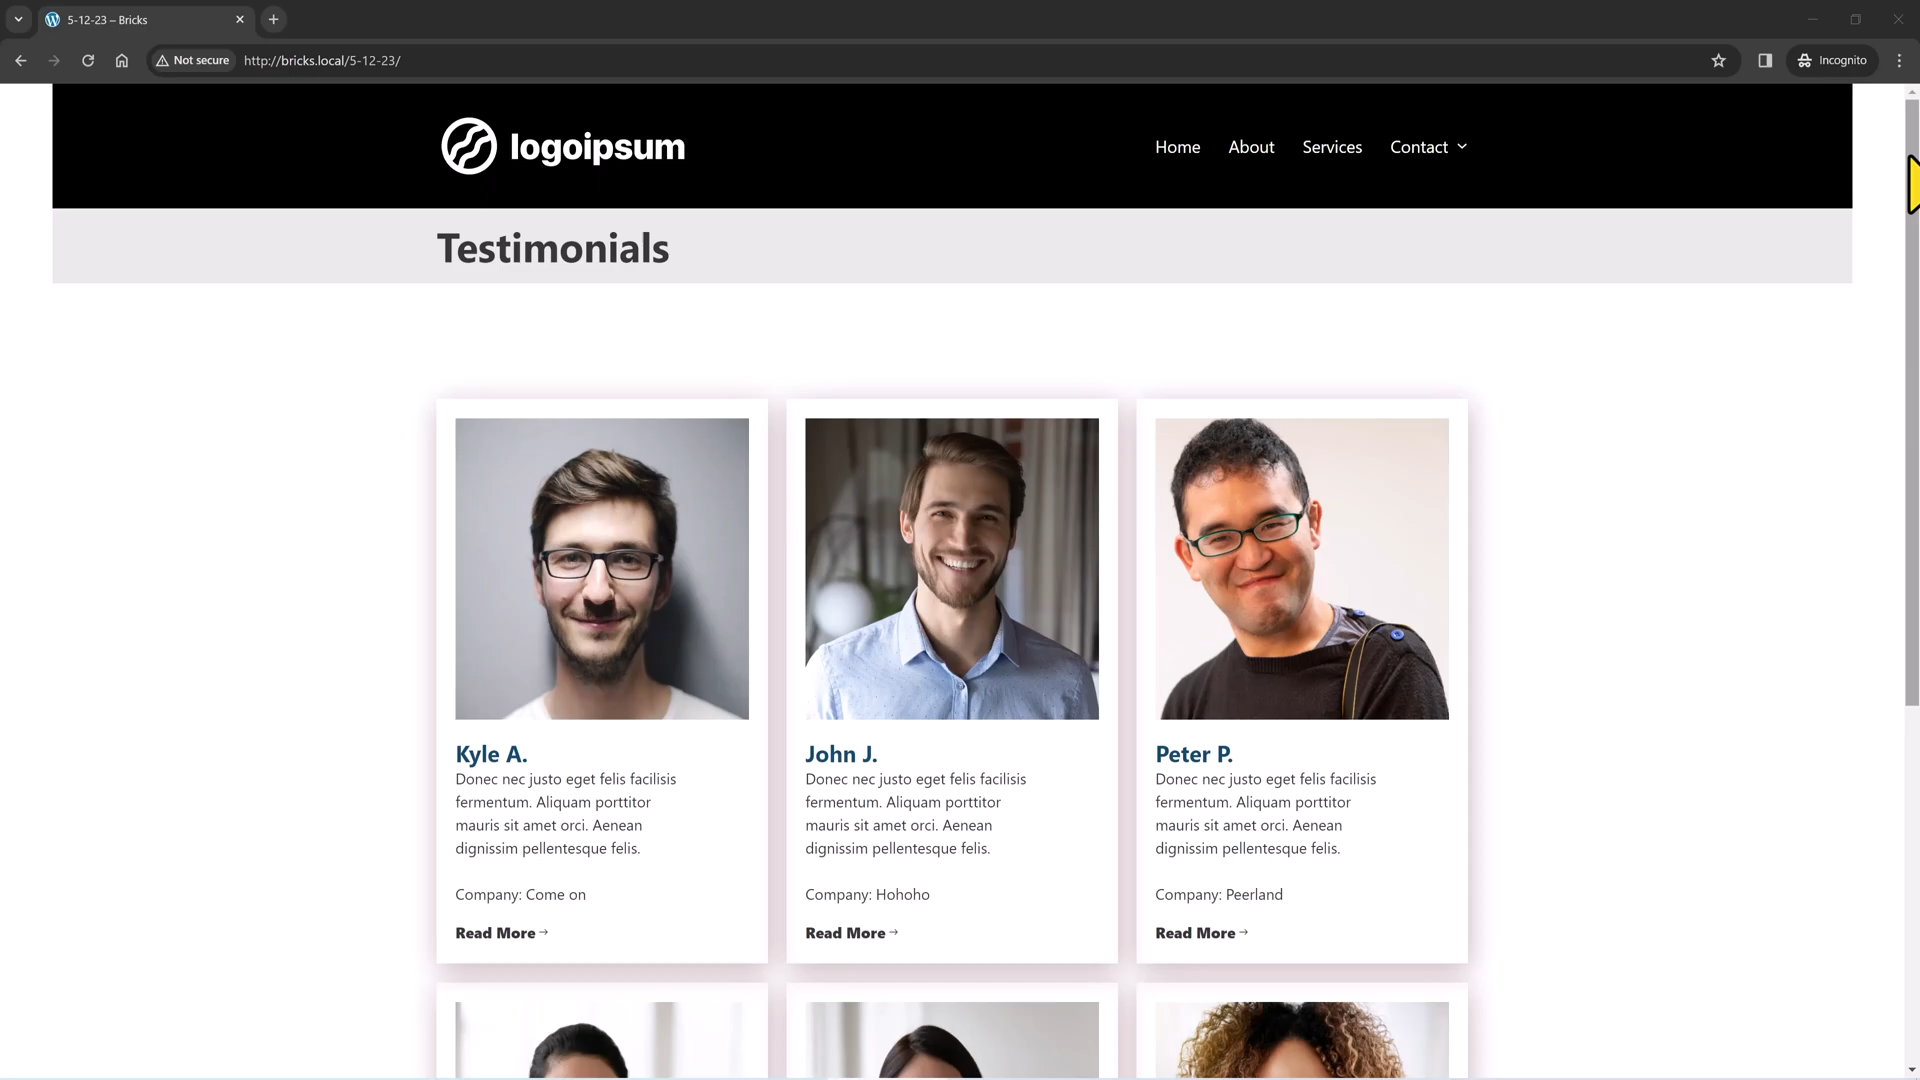 5-12-23 – Bricks
Not secure
http://bricks.local/5-12-23/
Incognito
logoipsum
Home
About
Services
Contact
Testimonials
Kyle A.
Donec nec justo eget felis facilisis
fermentum. Aliquam porttitor
mauris sit amet orci. Aenean
dignissim pellentesque felis.
Company: Come on
Read More
John J.
Donec nec justo eget felis facilisis
fermentum. Aliquam porttitor
mauris sit amet orci. Aenean
dignissim pellentesque felis.
Company: Hohoho
Read More
Peter P.
Donec nec justo eget felis facilisis
fermentum. Aliquam porttitor
mauris sit amet orci. Aenean
dignissim pellentesque felis.
Company: Peerland
Read More